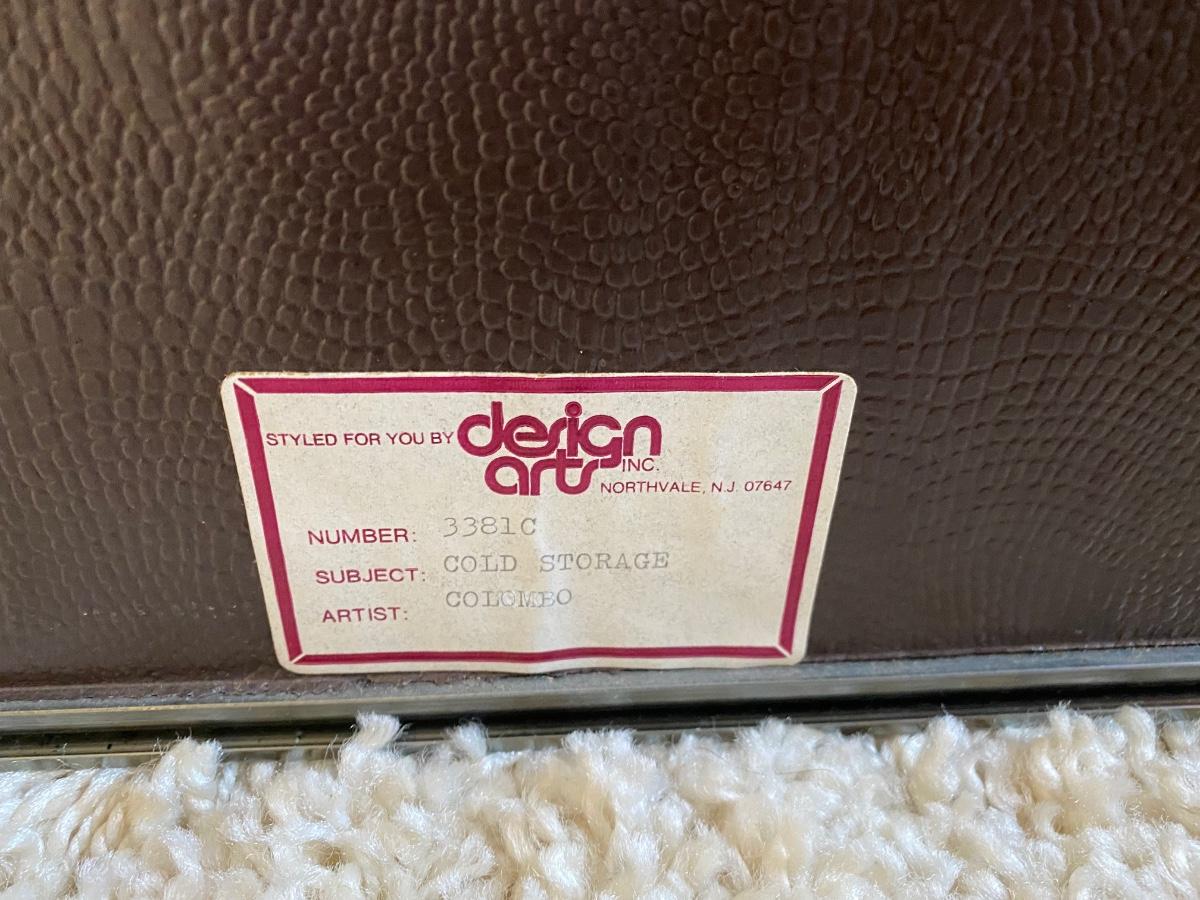 STYLED FOR YOU BY design
arts INC.
NORTHVALE, N.J. 07647
NUMBER: 3381C
SUBJECT: COLD STORAGE
ARTIST: COLOMBO